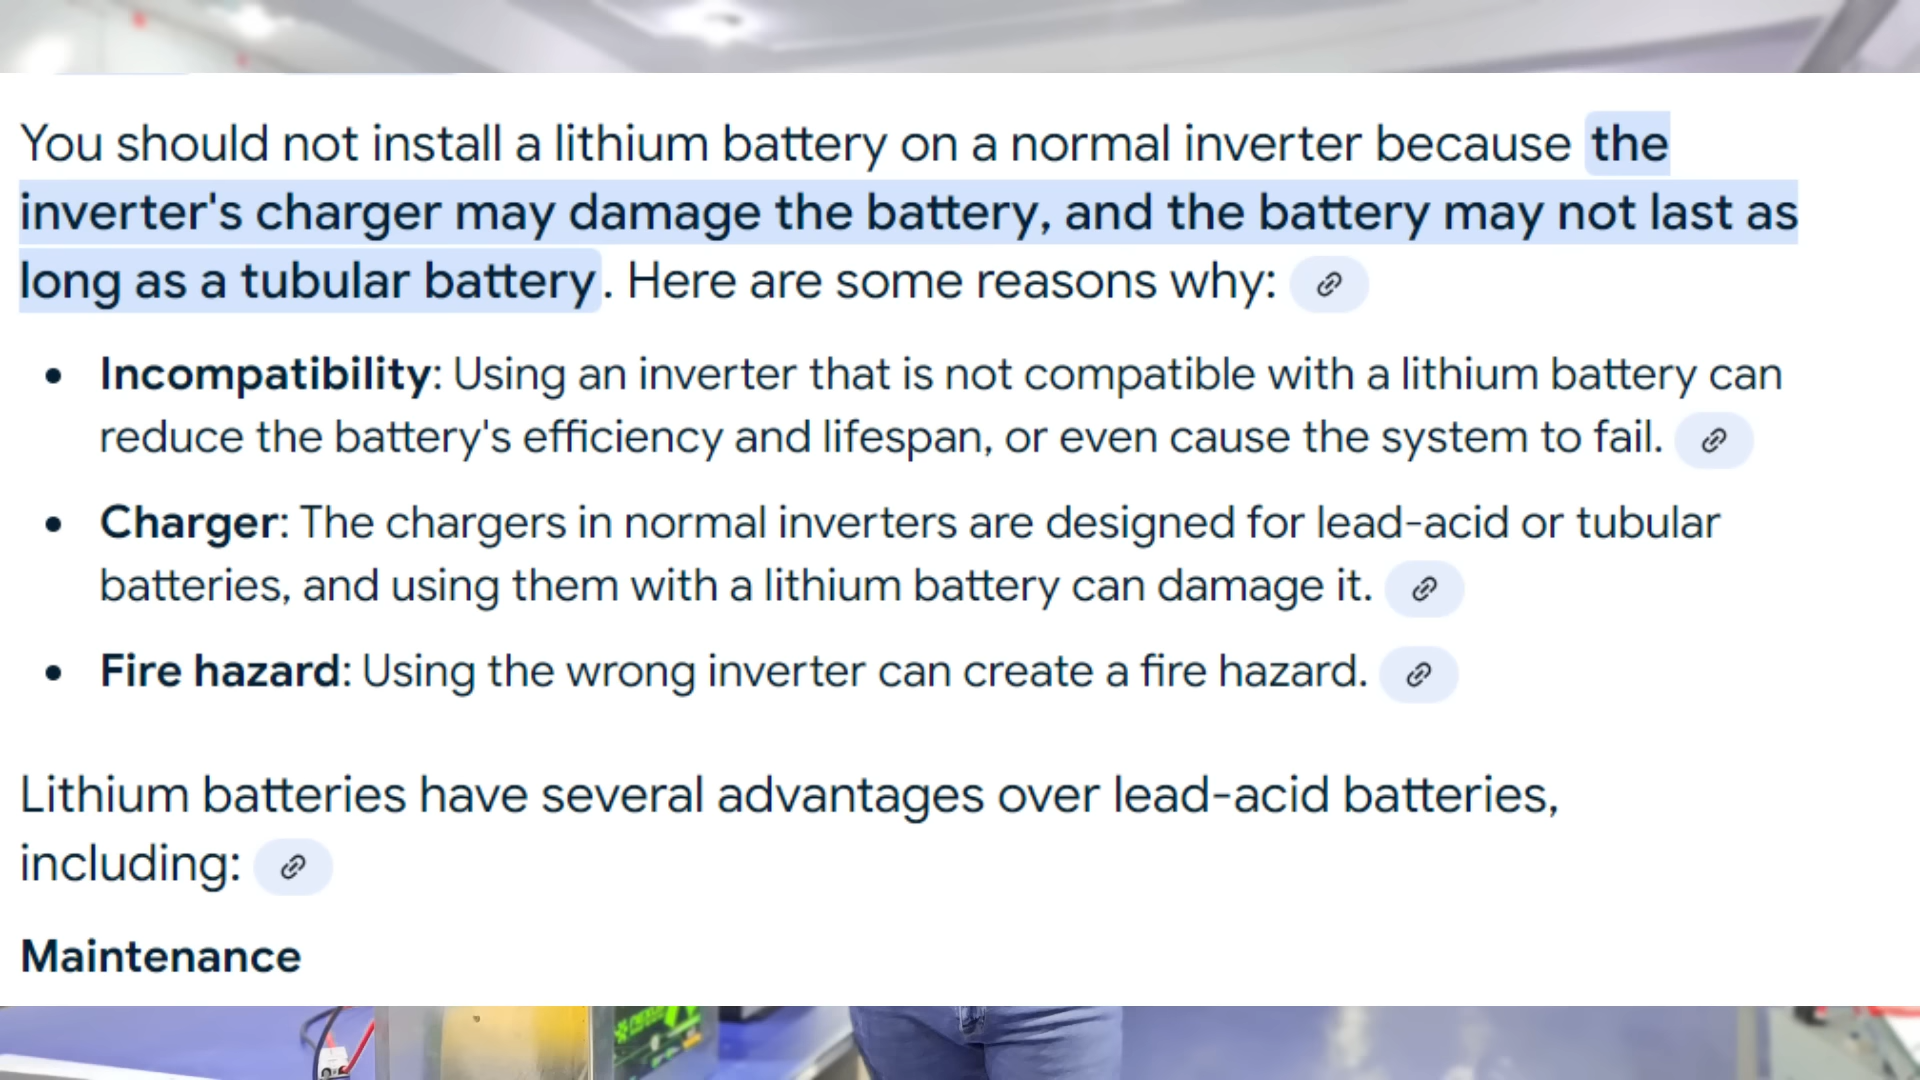 You should not install a lithium battery on a normal inverter because the
inverter's charger may damage the battery, and the battery may not last as
long as a tubular battery. Here are some reasons why:
• Incompatibility: Using an inverter that is not compatible with a lithium battery can
reduce the battery's efficiency and lifespan, or even cause the system to fail.
• Charger: The chargers in normal inverters are designed for lead-acid or tubular
batteries, and using them with a lithium battery can damage it.
• Fire hazard: Using the wrong inverter can create a fire hazard.
Lithium batteries have several advantages over lead-acid batteries,
including:
Maintenance